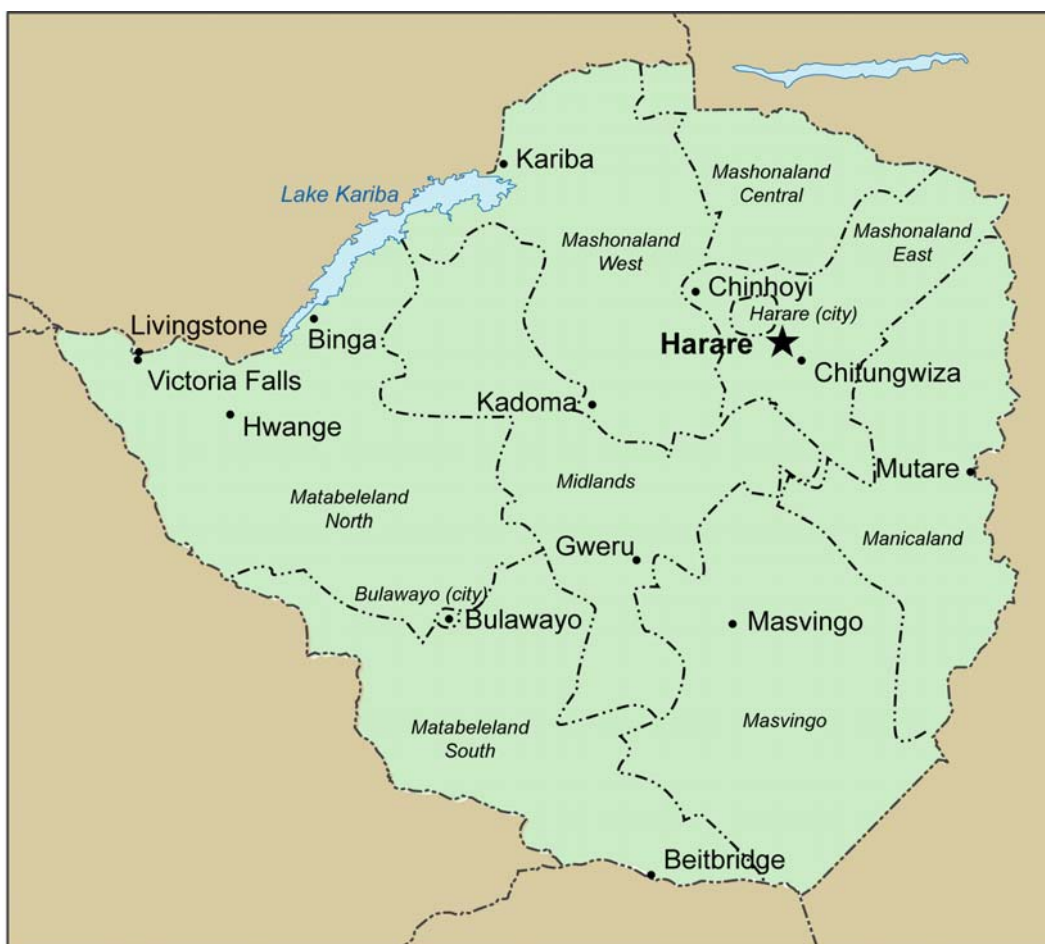 Kariba
Lake Kariba
Mashonaland
Central
Mashonaland
West
Mashonaland
East
Chinhoyi
Harare (city)
Livingstone
Binga
Harare
Victoria Falls
Chitungwiza
Kadoma
Hwange
Mutare
Midlands
Matabeleland
North
Manicaland
Gweru
Bulawayo (city)
Bulawayo
Masvingo
Matabeleland
South
Masvingo
Beitbridge